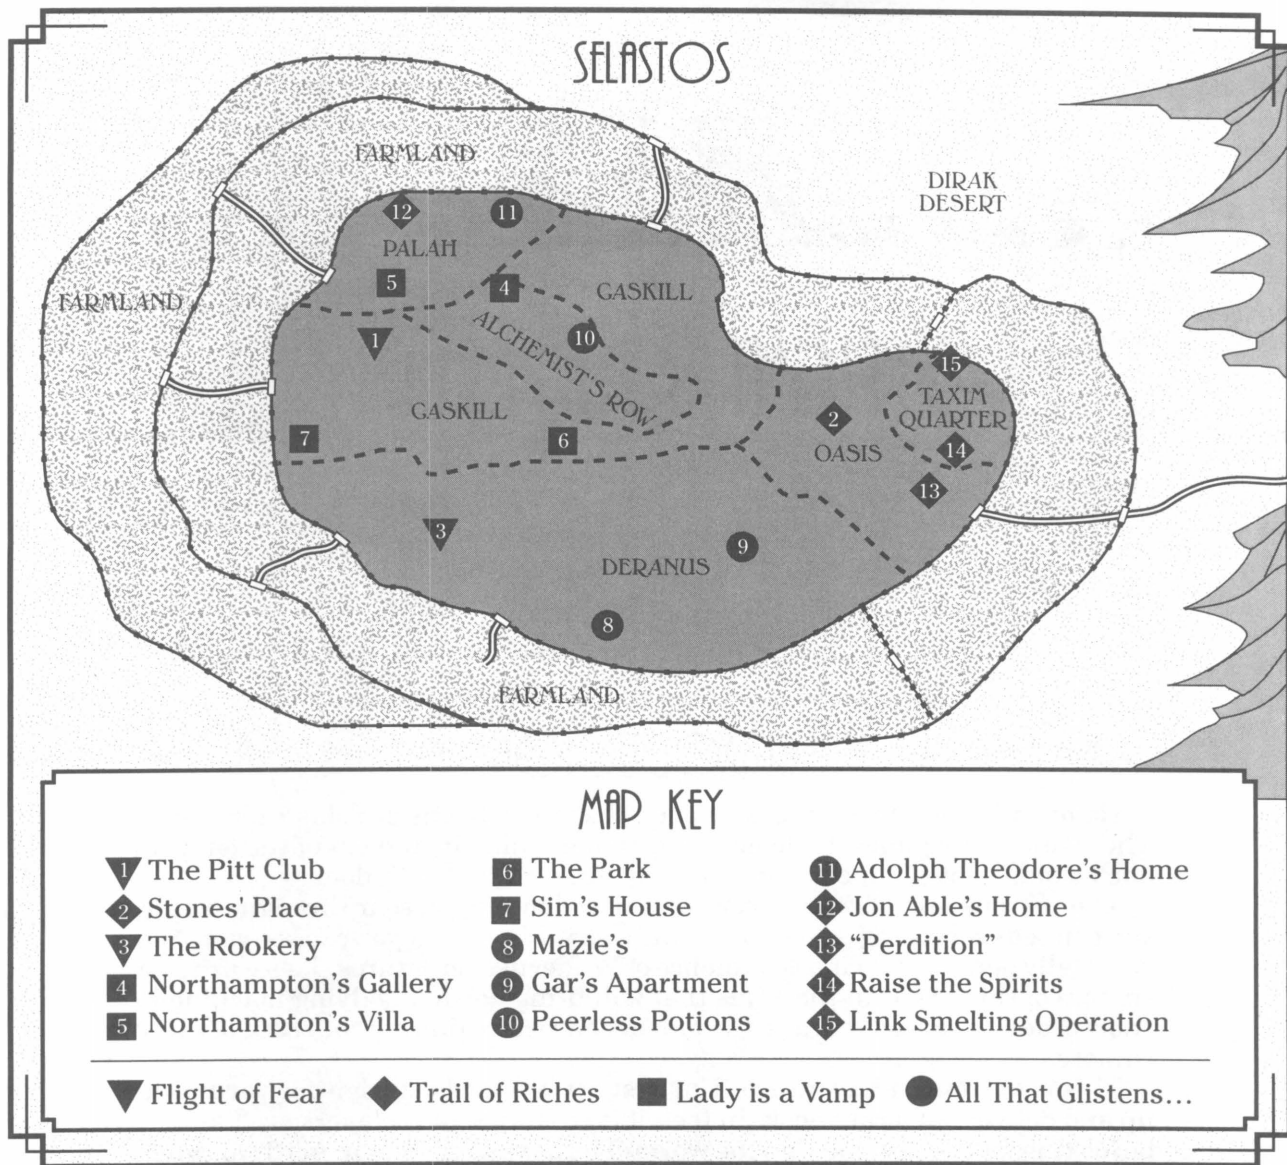 SELASTOS
FARMLAND
DIRAK
DESERT
12
11
PALAH
5
4
GASKILL
FARMLAND
1
ALCHEMIST'S ROW
10
15
TAXIM
QUARTER
GASKILL
2
7
6
OASIS
14
13
3
9
DERANUS
8
FARMLAND
MAP KEY
1 The Pitt Club
2 Stones' Place
3 The Rookery
4 Northampton's Gallery
5 Northampton's Villa
6 The Park
7 Sim's House
8 Mazie's
9 Gar's Apartment
10 Peerless Potions
11 Adolph Theodore's Home
12 Jon Able's Home
13 “Perdition”
14 Raise the Spirits
15 Link Smelting Operation
Flight of Fear
Trail of Riches
Lady is a Vamp
All That Glistens...